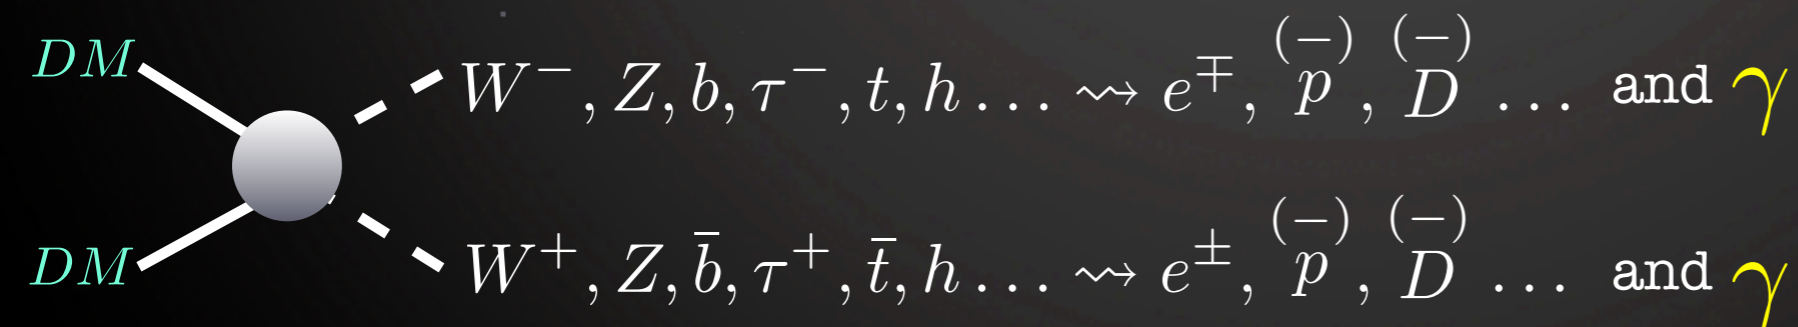 DM W⁻, Z, b, τ⁻, t, h ... ⇝ e^∓, p^(−), D^(−) ... and γ
DM W⁺, Z, b̄, τ⁺, t̄, h ... ⇝ e^±, p^(−), D^(−) ... and γ